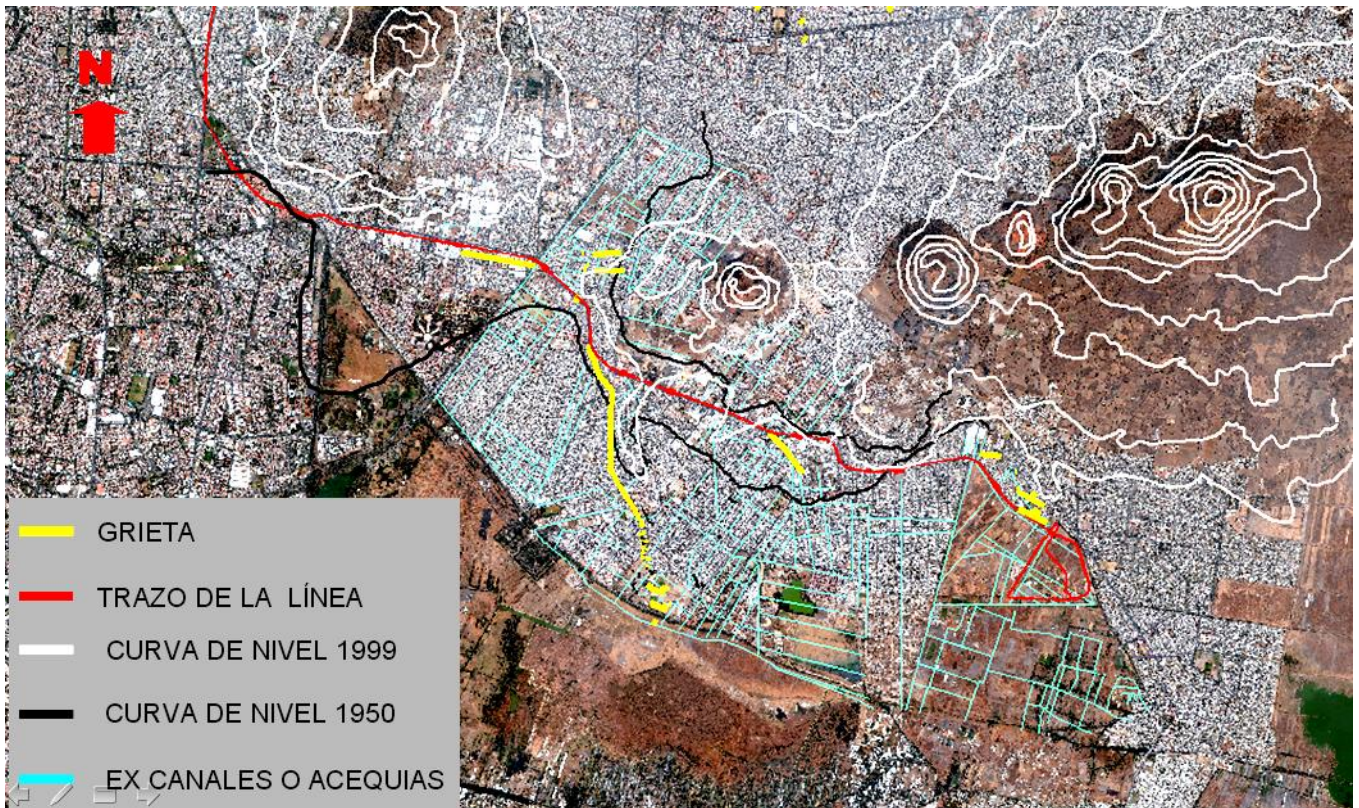 N
GRIETA
TRAZO DE LA LÍNEA
CURVA DE NIVEL 1999
CURVA DE NIVEL 1950
EX CANALES O ACEQUIAS